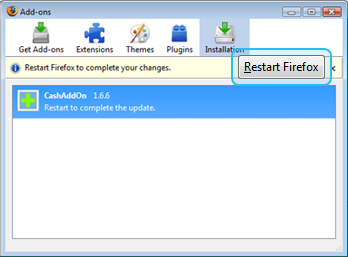 Add-ons
Get Add-ons Extensions Themes Plugins Installation
Restart Firefox to complete your changes. Restart Firefox
CashAddOn 1.6.6
Restart to complete the update.